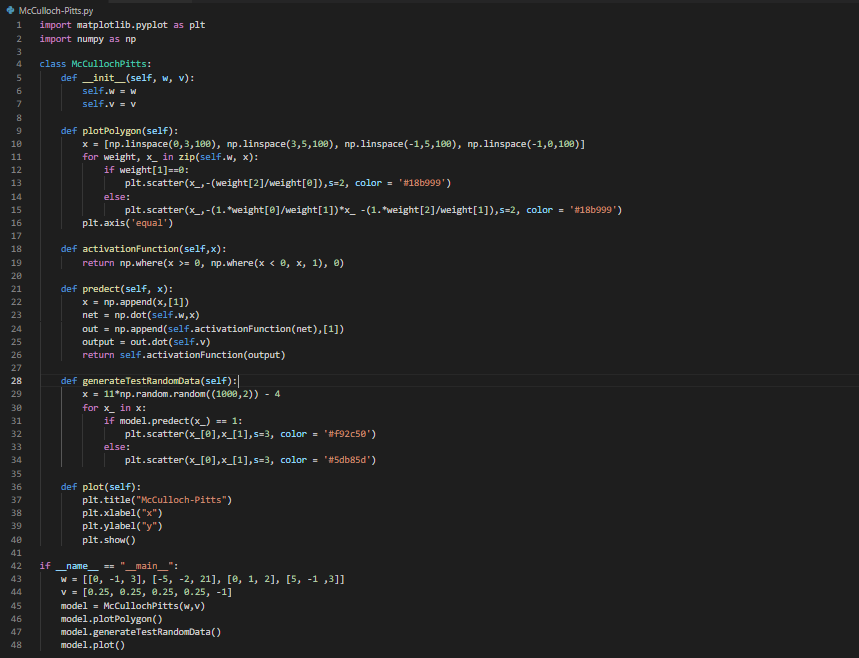 McCulloch-Pitts.py
1 import matplotlib.pyplot as plt
2 import numpy as np
3
4 class McCullochPitts:
5     def __init__(self, w, v):
6         self.w = w
7         self.v = v
8
9     def plotPolygon(self):
10         x = [np.linspace(0,3,100), np.linspace(3,5,100), np.linspace(-1,5,100), np.linspace(-1,0,100)]
11         for weight, x_ in zip(self.w, x):
12             if weight[1]==0:
13                 plt.scatter(x_,-(weight[2]/weight[0]),s=2, color = '#18b999')
14             else:
15                 plt.scatter(x_,-(1.*weight[0]/weight[1])*x_ -(1.*weight[2]/weight[1]),s=2, color = '#18b999')
16         plt.axis('equal')
17
18     def activationFunction(self,x):
19         return np.where(x >= 0, np.where(x < 0, x, 1), 0)
20
21     def predect(self, x):
22         x = np.append(x,[1])
23         net = np.dot(self.w,x)
24         out = np.append(self.activationFunction(net),[1])
25         output = out.dot(self.v)
26         return self.activationFunction(output)
27
28     def generateTestRandomData(self):
29         x = 11*np.random.random((1000,2)) - 4
30         for x_ in x:
31             if model.predect(x_) == 1:
32                 plt.scatter(x_[0],x_[1],s=3, color = '#f92c50')
33             else:
34                 plt.scatter(x_[0],x_[1],s=3, color = '#5db85d')
35
36     def plot(self):
37         plt.title("McCulloch-Pitts")
38         plt.xlabel("x")
39         plt.ylabel("y")
40         plt.show()
41
42 if __name__ == "__main__":
43     w = [[0, -1, 3], [-5, -2, 21], [0, 1, 2], [5, -1 ,3]]
44     v = [0.25, 0.25, 0.25, 0.25, -1]
45     model = McCullochPitts(w,v)
46     model.plotPolygon()
47     model.generateTestRandomData()
48     model.plot()